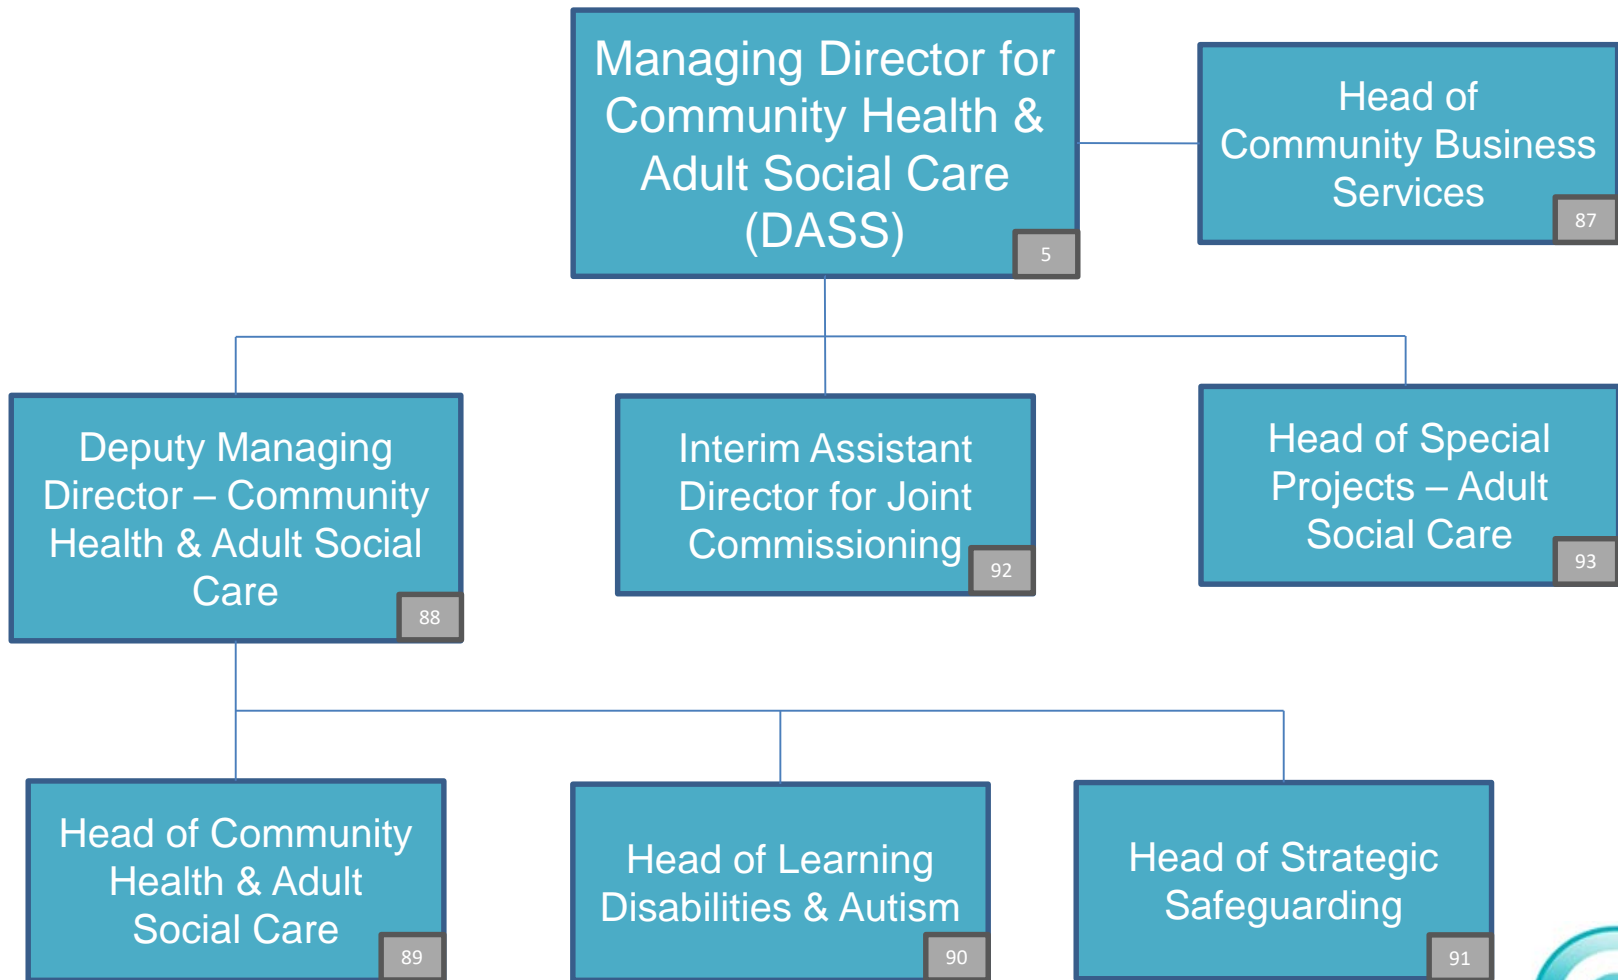 Managing Director for
Community Health &
Adult Social Care
(DASS)
5
Head of
Community Business
Services
87
Deputy Managing
Director – Community
Health & Adult Social
Care
88
Interim Assistant
Director for Joint
Commissioning
92
Head of Special
Projects – Adult
Social Care
93
Head of Community
Health & Adult
Social Care
89
Head of Learning
Disabilities & Autism
90
Head of Strategic
Safeguarding
91